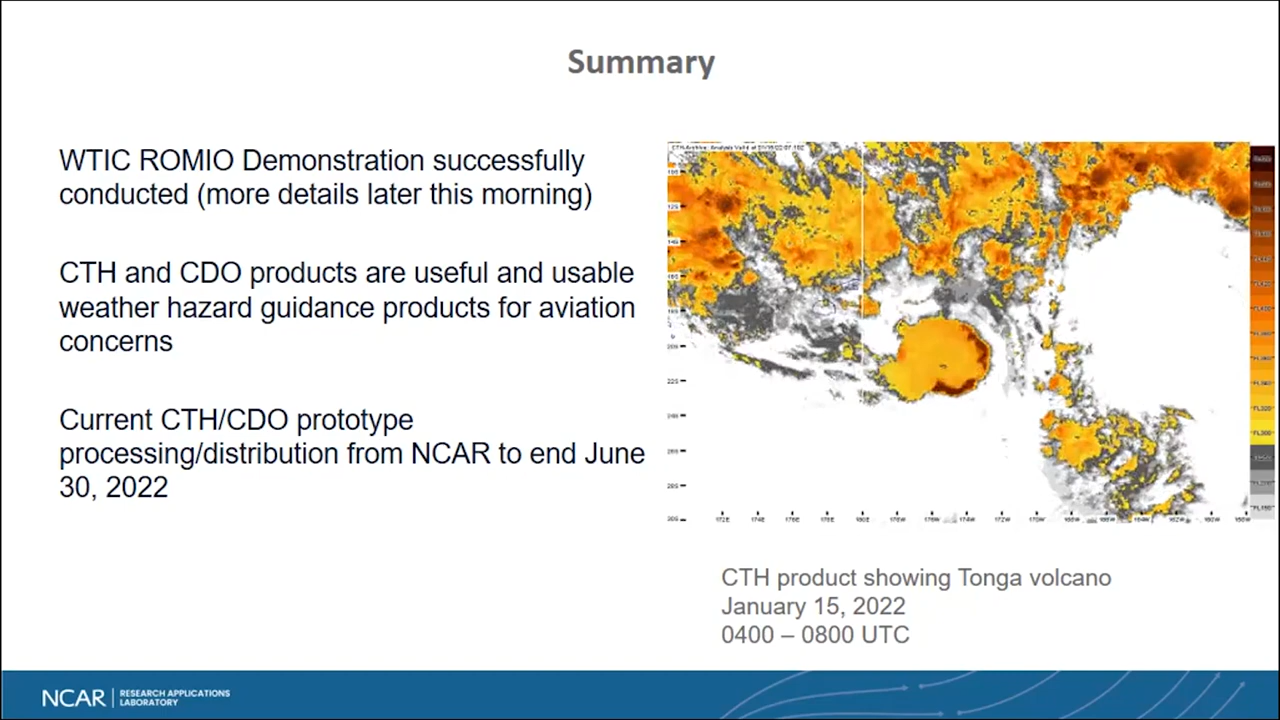 Summary
WTIC ROMIO Demonstration successfully
conducted (more details later this morning)
CTH and CDO products are useful and usable
weather hazard guidance products for aviation
concerns
Current CTH/CDO prototype
processing/distribution from NCAR to end June
30, 2022
CTH product showing Tonga volcano
January 15, 2022
0400 – 0800 UTC
NCAR
RESEARCH APPLICATIONS
LABORATORY